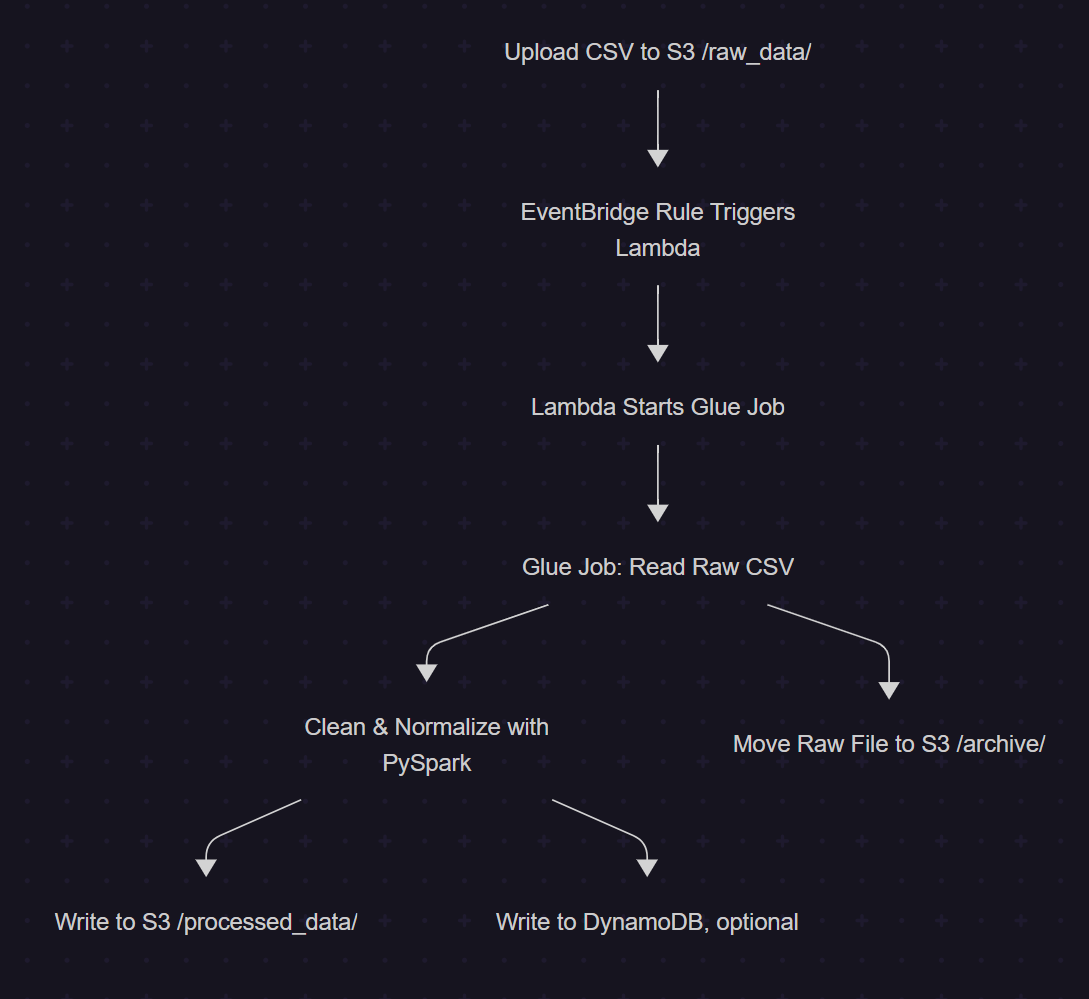 Upload CSV to S3 /raw_data/
EventBridge Rule Triggers
Lambda
Lambda Starts Glue Job
Glue Job: Read Raw CSV
Clean & Normalize with
PySpark
Move Raw File to S3 /archive/
Write to S3 /processed_data/
Write to DynamoDB, optional